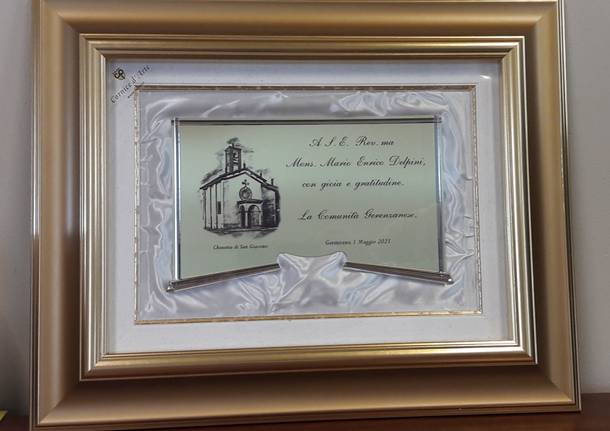 Cornice d'Arte
A S. E. Rev. ma
Mons. Mario Enrico Delpini,
con gioia e gratitudine.
La Comunità Gerenzanese.
Chiesetta di San Giacomo
Gerenzano, 1 Maggio 2021